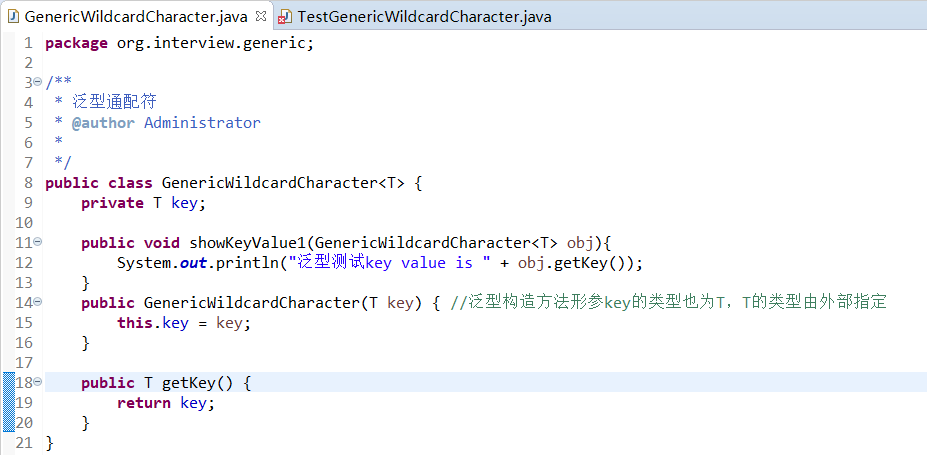 GenericWildcardCharacter.java TestGenericWildcardCharacter.java
1 package org.interview.generic;
2
3 /**
4  * 泛型通配符
5  * @author Administrator
6  *
7  */
8 public class GenericWildcardCharacter<T> {
9     private T key;
10
11     public void showKeyValue1(GenericWildcardCharacter<T> obj){
12         System.out.println("泛型测试key value is " + obj.getKey());
13     }
14     public GenericWildcardCharacter(T key) { //泛型构造方法形参key的类型也为T，T的类型由外部指定
15         this.key = key;
16     }
17
18     public T getKey() {
19         return key;
20     }
21 }